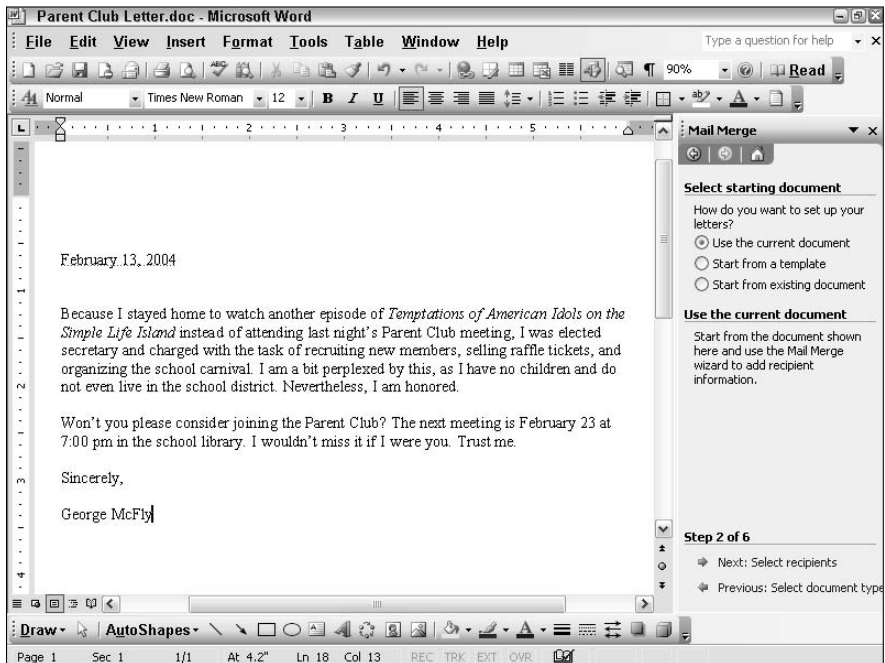 Parent Club Letter.doc - Microsoft Word
File Edit View Insert Format Tools Table Window Help
Type a question for help
90%
Read
Normal
Times New Roman
12
B I U
1 2 3 4 5
Mail Merge
Select starting document
How do you want to set up your
letters?
Use the current document
Start from a template
Start from existing document
Use the current document
Start from the document shown
here and use the Mail Merge
wizard to add recipient
information.
Step 2 of 6
Next: Select recipients
Previous: Select document type
February 13, 2004
Because I stayed home to watch another episode of Temptations of American Idols on the
Simple Life Island instead of attending last night's Parent Club meeting, I was elected
secretary and charged with the task of recruiting new members, selling raffle tickets, and
organizing the school carnival. I am a bit perplexed by this, as I have no children and do
not even live in the school district. Nevertheless, I am honored.
Won't you please consider joining the Parent Club? The next meeting is February 23 at
7:00 pm in the school library. I wouldn't miss it if I were you. Trust me.
Sincerely,
George McFly
Draw AutoShapes
Page 1 Sec 1 1/1 At 4.2" Ln 18 Col 13 REC TRK EXT OVR